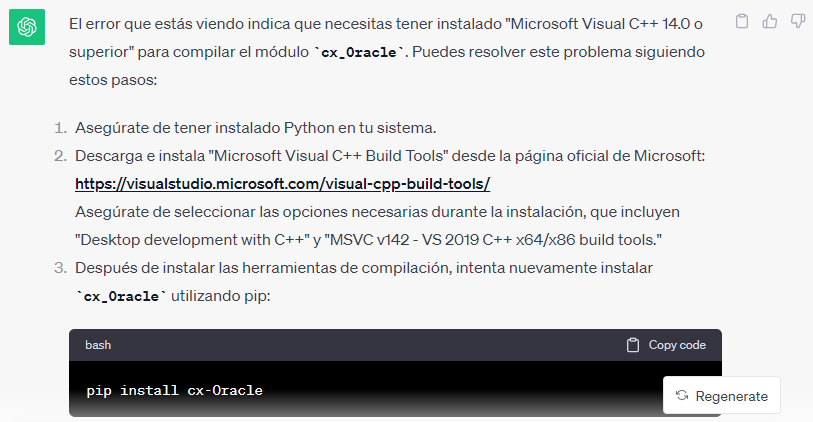 El error que estás viendo indica que necesitas tener instalado "Microsoft Visual C++ 14.0 o
superior" para compilar el módulo `cx_Oracle`. Puedes resolver este problema siguiendo
estos pasos:
1. Asegúrate de tener instalado Python en tu sistema.
2. Descarga e instala "Microsoft Visual C++ Build Tools" desde la página oficial de Microsoft:
https://visualstudio.microsoft.com/visual-cpp-build-tools/
Asegúrate de seleccionar las opciones necesarias durante la instalación, que incluyen
"Desktop development with C++" y "MSVC v142 - VS 2019 C++ x64/x86 build tools."
3. Después de instalar las herramientas de compilación, intenta nuevamente instalar
`cx_Oracle` utilizando pip:
bash Copy code
pip install cx-Oracle
Regenerate